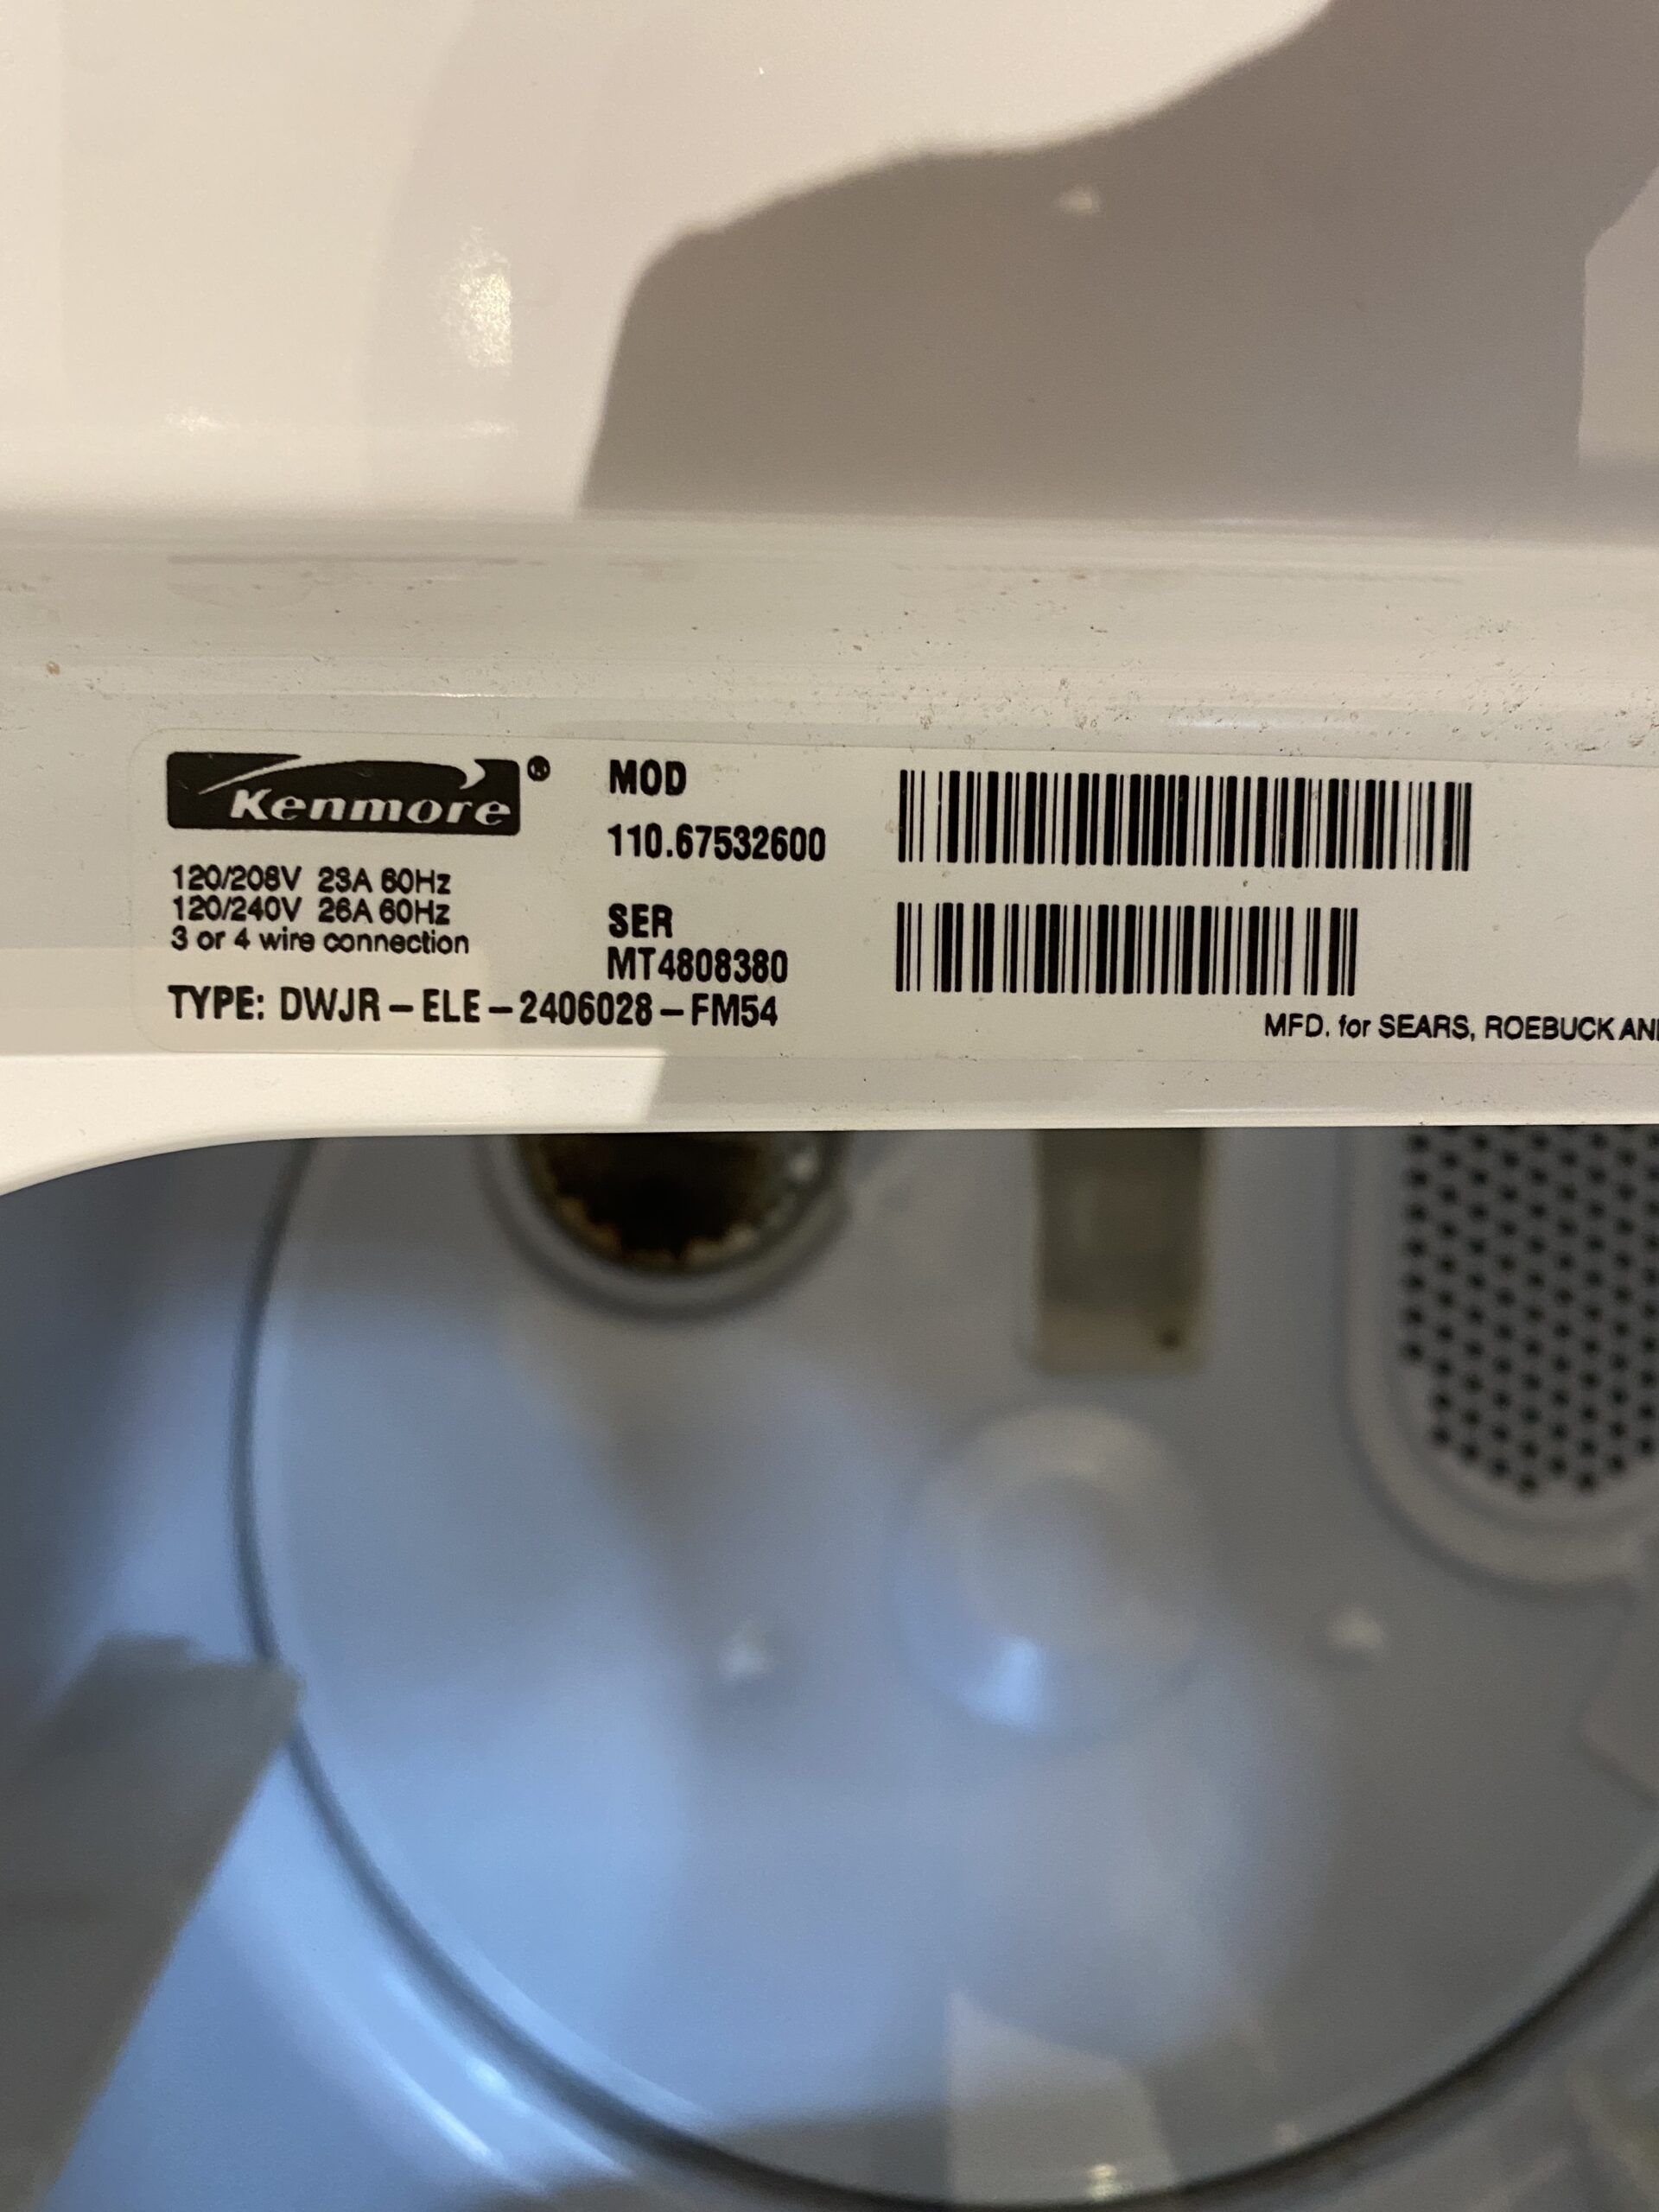 Kenmore®
120/208V 23A 60Hz
120/240V 26A 60Hz
3 or 4 wire connection
TYPE: DWJR-ELE-2406028-FM54
MOD
110.67532600
SER
MT4808380
MFD. for SEARS, ROEBUCK